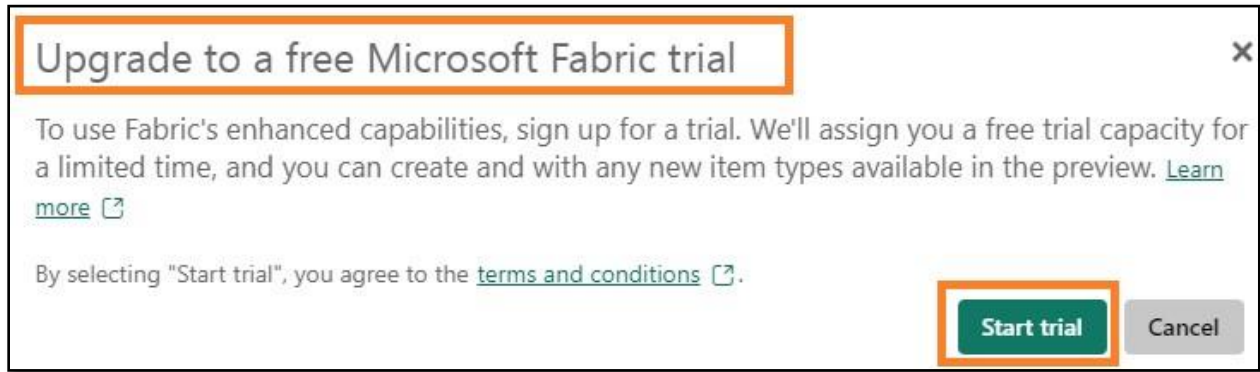 Upgrade to a free Microsoft Fabric trial
To use Fabric's enhanced capabilities, sign up for a trial. We'll assign you a free trial capacity for
a limited time, and you can create and with any new item types available in the preview. Learn
more
By selecting "Start trial", you agree to the terms and conditions .
Start trial Cancel